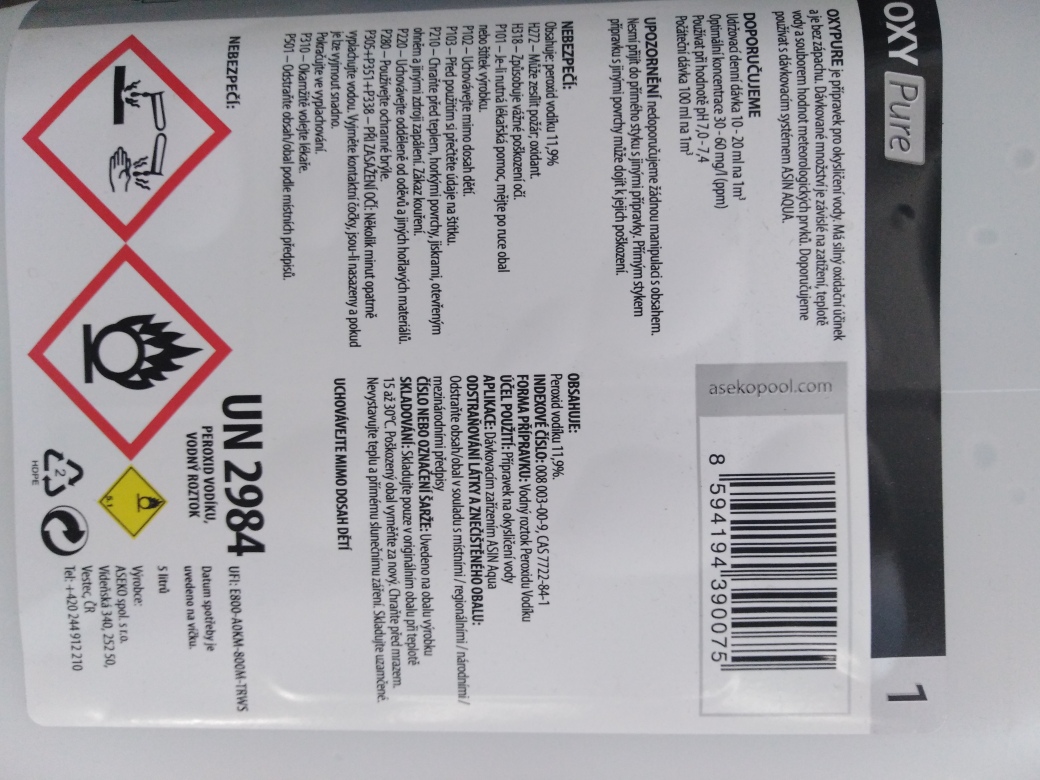 OXY Pure
1
OXYPURE je přípravek pro okysličení vody. Má silný oxidační účinek
a je bez zápachu. Dávkované množství je závislé na zatížení, teplotě
vody a souborem hodnot meteorologických prvků. Doporučujeme
používat s dávkovacím systémem ASIN AQUA.
DOPORUČUJEME
Udržovací denní dávka 10 - 20 ml na 1m³
Optimální koncentrace 30 - 60 mg/l (ppm)
Používat při hodnotě pH 7,0 - 7,4
Počáteční dávka 100 ml na 1m³
UPOZORNĚNÍ nedoporučujeme žádnou manipulaci s obsahem.
Nesmí přijít do přímého styku s jinými přípravky. Přímým stykem
přípravku s jinými povrchy může dojít k jejich poškození.
NEBEZPEČÍ:
Obsahuje: peroxid vodíku 11,9%
H272 – Může zesílit požár; oxidant.
H318 – Způsobuje vážné poškození očí.
P101 – Je-li nutná lékařská pomoc, mějte po ruce obal
nebo štítek výrobku.
P102 – Uchovávejte mimo dosah dětí.
P103 – Před použitím si přečtěte údaje na štítku.
P210 – Chraňte před teplem, horkými povrchy, jiskrami, otevřeným
ohněm a jinými zdroji zapálení. Zákaz kouření.
P220 – Uchovávejte odděleně od oděvů a jiných hořlavých materiálů.
P280 – Používejte ochranné brýle.
P305+P351+P338 – PŘI ZASAŽENÍ OČÍ: Několik minut opatrně
vyplachujte vodou. Vyjměte kontaktní čočky, jsou-li nasazeny a pokud
je lze vyjmout snadno.
Pokračujte ve vyplachování.
P310 – Okamžitě volejte lékaře.
P501 – Odstraňte obsah/obal podle místních předpisů.
NEBEZPEČÍ:
asekopool.com
8 594194 390075
OBSAHUJE:
Peroxid vodíku 11,9%.
INDEXOVÉ ČÍSLO: 008 003-00-9, CAS 7722-84-1
FORMA PŘÍPRAVKU: Vodný roztok Peroxidu Vodíku
ÚČEL POUŽITÍ: Přípravek na okysličení vody
APLIKACE: Dávkovacím zařízením ASIN Aqua
ODSTRAŇOVÁNÍ LÁTKY A ZNEČIŠTĚNÉHO OBALU:
Odstraňte obsah/obal v souladu s místními / regionálními / národními /
mezinárodními předpisy
ČÍSLO NEBO OZNAČENÍ ŠARŽE: Uvedeno na obalu výrobku
SKLADOVÁNÍ: Skladujte pouze v originálním obalu při teplotě
15 až 30°C. Poškozený obal vyměňte za nový. Chraňte před mrazem.
Nevystavujte teplu a přímému slunečnímu záření. Skladujte uzamčené.
UCHOVÁVEJTE MIMO DOSAH DĚTÍ
UN 2984
PEROXID VODÍKU,
VODNÝ ROZTOK
5.1
2
HDPE
UFI: E800-A0KM-800M-TRWS
Datum spotřeby je
uvedeno na víčku.
5 litrů
Výrobce:
ASEKO spol. s r.o.
Vídeňská 340, 252 50,
Vestec, ČR
Tel: +420 244 912 210